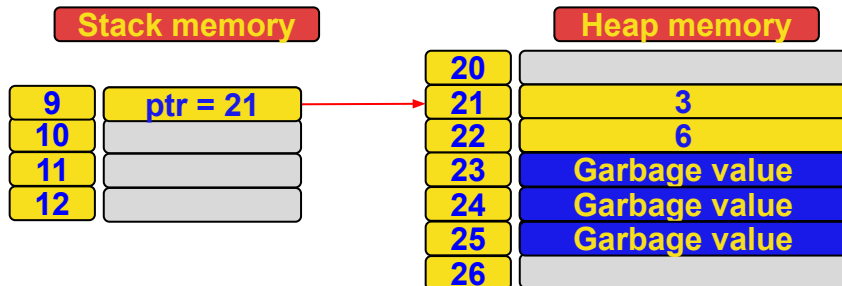 Stack memory
Heap memory
20
9 ptr = 21
21 3
10
22 6
11
23 Garbage value
12
24 Garbage value
25 Garbage value
26